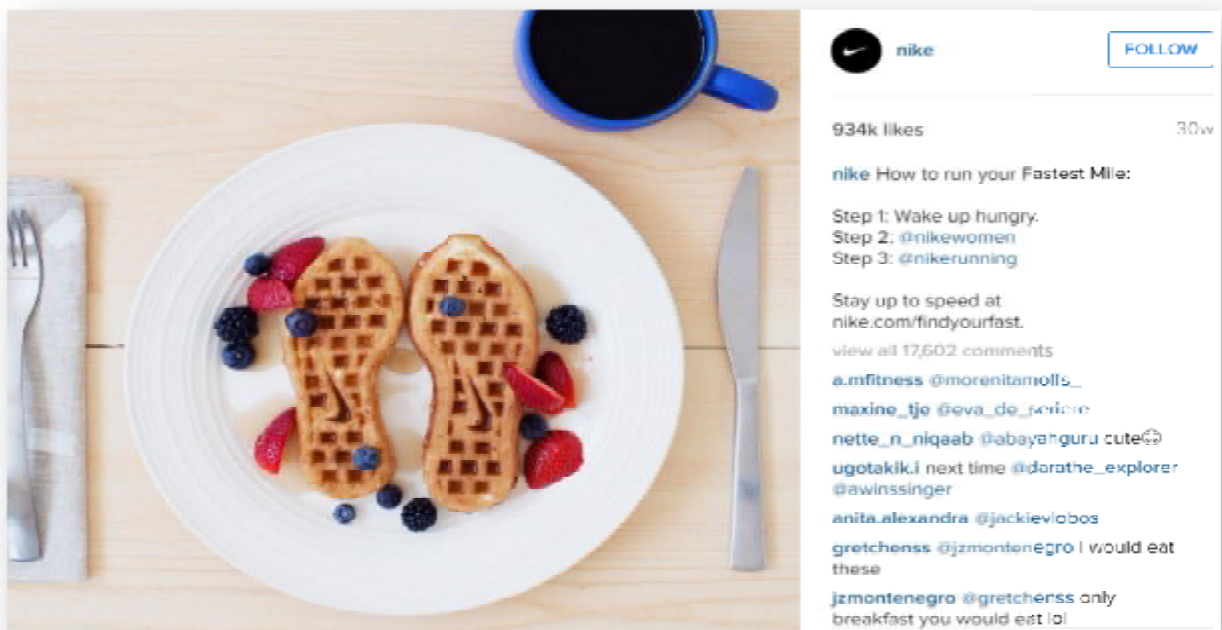 nike
FOLLOW
934k likes
30w
nike How to run your Fastest Mile:
Step 1: Wake up hungry.
Step 2: @nikewomen
Step 3: @nikerunning
Stay up to speed at
nike.com/findyourfast.
view all 17,602 comments
a.mfitness @morenitamolls_
maxine_tje @eva_de_
nette_n_niqaab @abayahguru cute
ugotakik.i next time @darathe_explorer
@awinssinger
anita.alexandra @jackievlobos
gretchenss @jzmontenegro I would eat
these
jzmontenegro @gretchenss only
breakfast you would eat lol